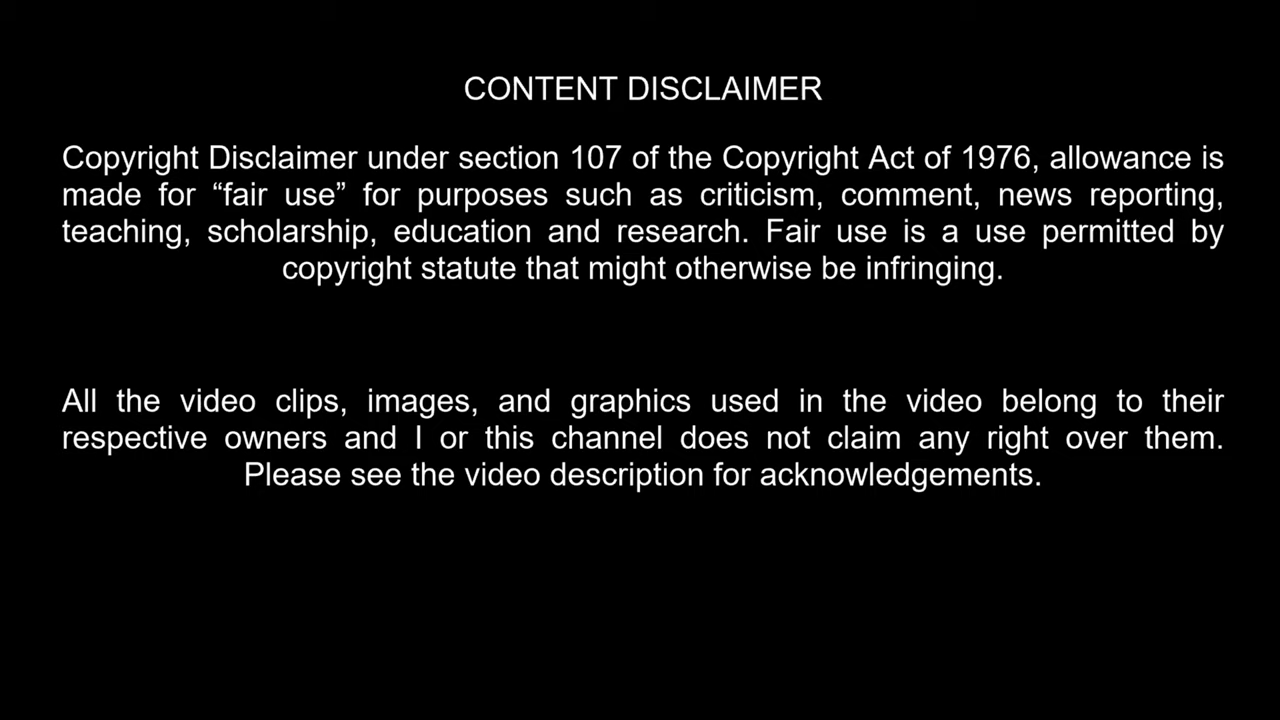 CONTENT DISCLAIMER
Copyright Disclaimer under section 107 of the Copyright Act of 1976, allowance is
made for “fair use” for purposes such as criticism, comment, news reporting,
teaching, scholarship, education and research. Fair use is a use permitted by
copyright statute that might otherwise be infringing.
All the video clips, images, and graphics used in the video belong to their
respective owners and I or this channel does not claim any right over them.
Please see the video description for acknowledgements.